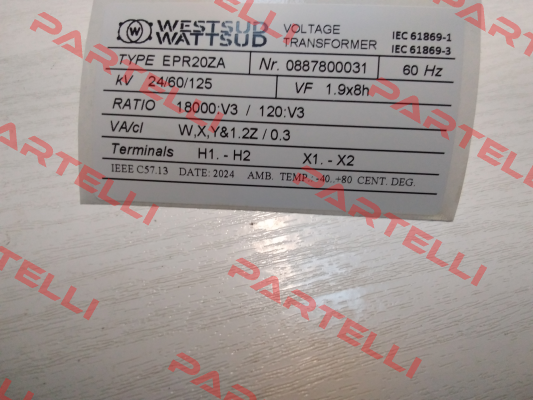 WESTSUD
WATTSUD
VOLTAGE
TRANSFORMER
IEC 61869-1
IEC 61869-3
TYPE EPR20ZA
Nr. 0887800031
60 Hz
kV 24/60/125
VF 1.9x8h
RATIO 18000:V3 / 120:V3
VA/cl W,X,Y&1.2Z / 0.3
Terminals H1. - H2 X1. - X2
IEEE C57.13 DATE: 2024 AMB. TEMP.: -40..+80 CENT. DEG.
PARTELLI
PARTELLI
PARTELLI
PARTELLI
PARTELLI
PARTELLI